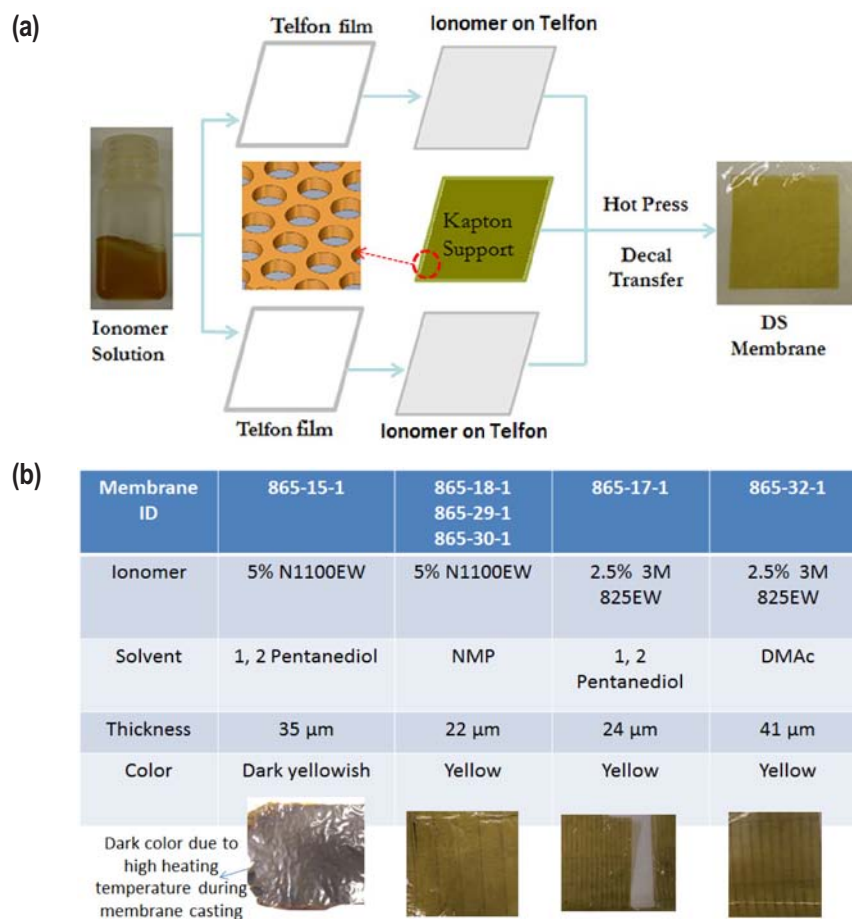 (a)
Telfon film
Ionomer on Telfon
Ionomer
Solution
Kapton
Support
Hot Press
Decal
Transfer
DS
Membrane
Telfon film
Ionomer on Telfon
(b)
Membrane
ID
865-15-1
865-18-1
865-29-1
865-30-1
865-17-1
865-32-1
Ionomer
5% N1100EW
5% N1100EW
2.5% 3M
825EW
2.5% 3M
825EW
Solvent
1, 2 Pentanediol
NMP
1, 2
Pentanediol
DMAc
Thickness
35 µm
22 µm
24 µm
41 µm
Color
Dark yellowish
Yellow
Yellow
Yellow
Dark color due to
high heating
temperature during
membrane casting